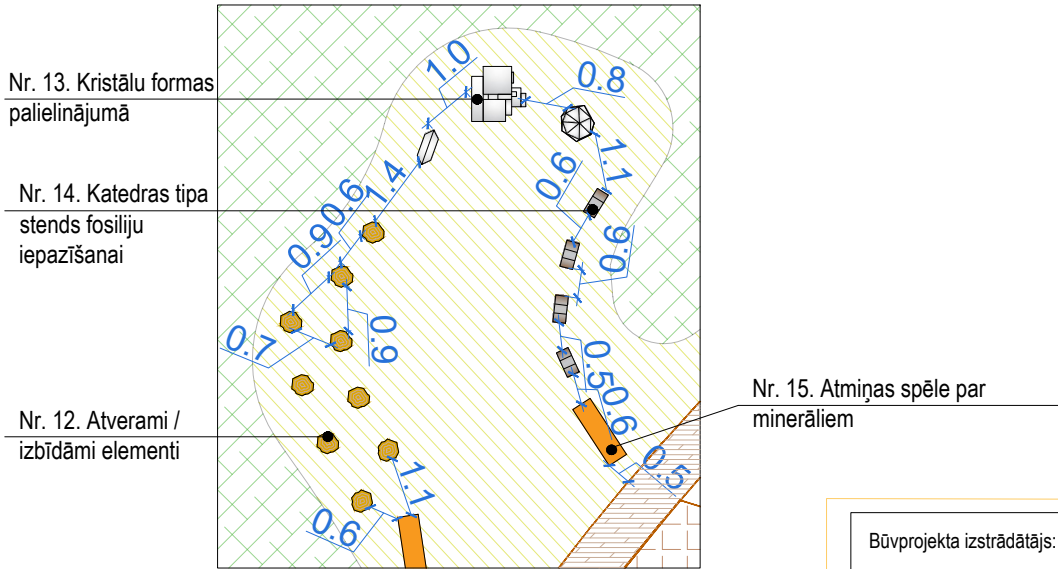 Nr. 13. Kristālu formas
palielinājumā
Nr. 14. Katedras tipa
stends fosiliju
iepazīšanai
Nr. 12. Atverami /
izbīdāmi elementi
1.0
0.8
1.1
0.6
1.4
0.6
0.9
0.6
0.7
0.9
0.5
0.6
0.5
1.1
0.6
Nr. 15. Atmiņas spēle par
minerāliem
Būvprojekta izstrādātājs: